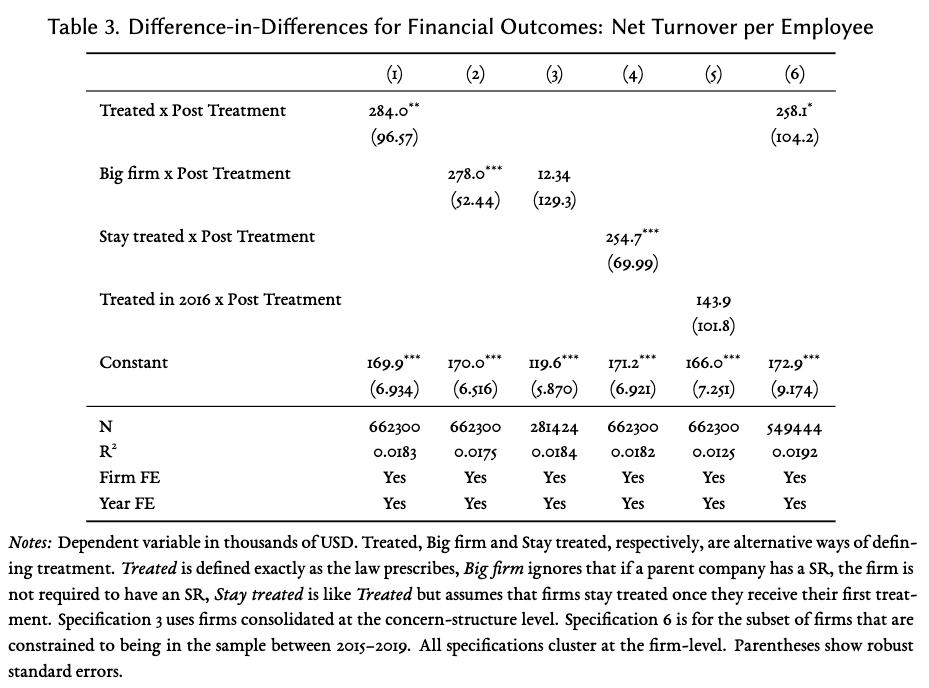 Table 3. Difference-in-Differences for Financial Outcomes: Net Turnover per Employee
(1) (2) (3) (4) (5) (6)
Treated x Post Treatment 284.0** 258.1*
(96.57) (104.2)
Big firm x Post Treatment 278.0*** 12.34
(52.44) (129.3)
Stay treated x Post Treatment 254.7***
(69.99)
Treated in 2016 x Post Treatment 143.9
(101.8)
Constant 169.9*** 170.0*** 119.6*** 171.2*** 166.0*** 172.9***
(6.934) (6.516) (5.870) (6.921) (7.251) (9.174)
N 662300 662300 281424 662300 662300 549444
R² 0.0183 0.0175 0.0184 0.0182 0.0125 0.0192
Firm FE Yes Yes Yes Yes Yes Yes
Year FE Yes Yes Yes Yes Yes Yes
Notes: Dependent variable in thousands of USD. Treated, Big firm and Stay treated, respectively, are alternative ways of defin-
ing treatment. Treated is defined exactly as the law prescribes, Big firm ignores that if a parent company has a SR, the firm is
not required to have an SR, Stay treated is like Treated but assumes that firms stay treated once they receive their first treat-
ment. Specification 3 uses firms consolidated at the concern-structure level. Specification 6 is for the subset of firms that are
constrained to being in the sample between 2015–2019. All specifications cluster at the firm-level. Parentheses show robust
standard errors.